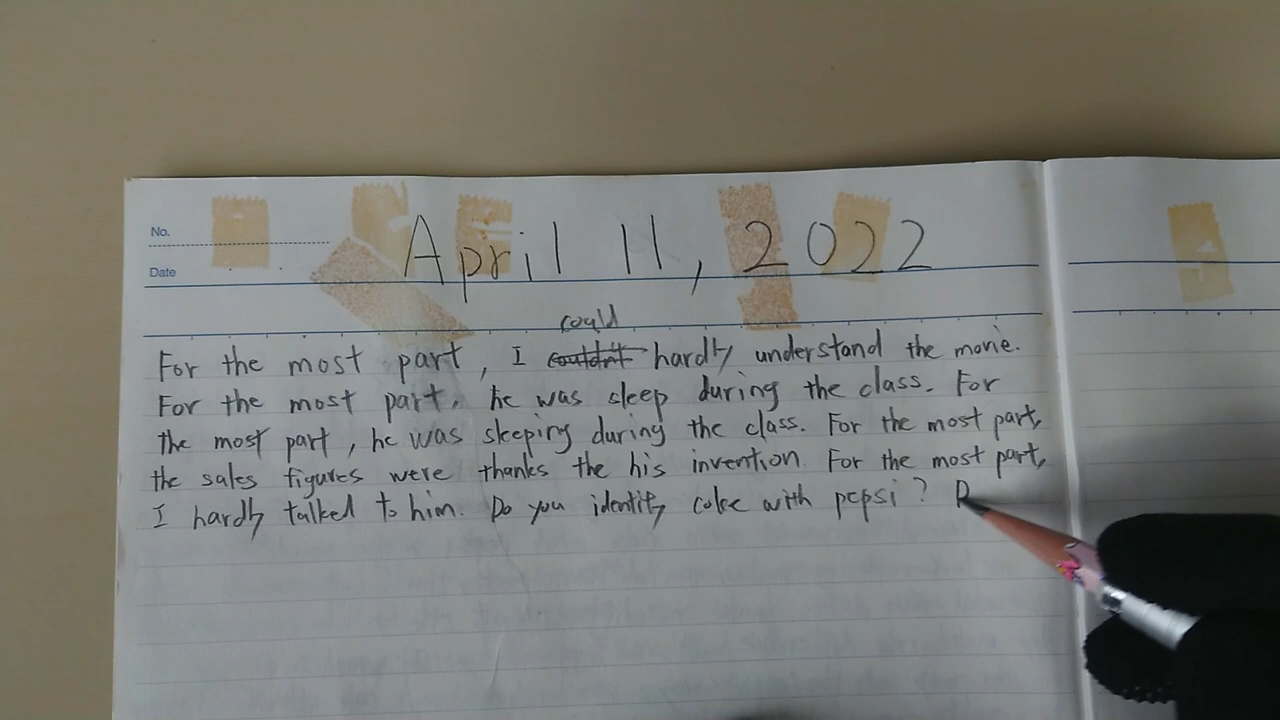 No.
Date
April 11, 2022
could
For the most part, I couldn't hardly understand the movie.
For the most part, he was sleep during the class. For
the most part, he was sleeping during the class. For the most part,
the sales figures were thanks the his invention For the most part,
I hardly talked to him. Do you identity coke with pepsi? D